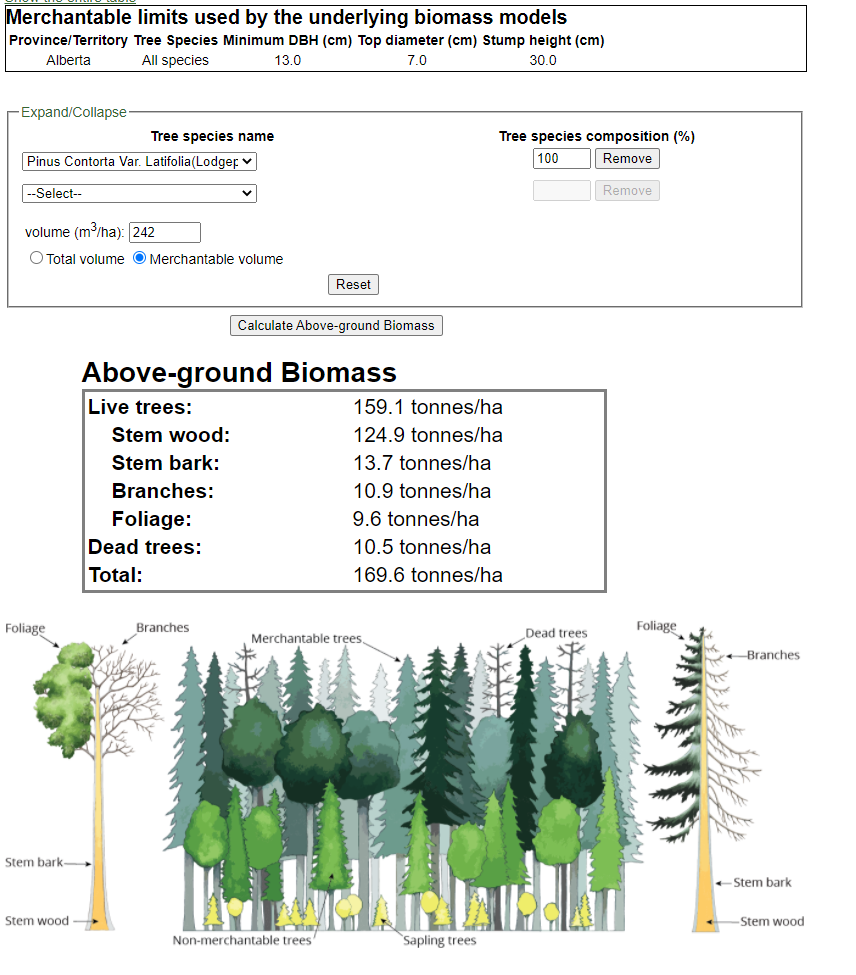 Show the entire table
Merchantable limits used by the underlying biomass models
Province/Territory Tree Species Minimum DBH (cm) Top diameter (cm) Stump height (cm)
Alberta All species 13.0 7.0 30.0
Expand/Collapse
Tree species name Tree species composition (%)
Pinus Contorta Var. Latifolia(Lodgep 100 Remove
--Select-- Remove
volume (m3/ha): 242
Total volume Merchantable volume
Reset
Calculate Above-ground Biomass
Above-ground Biomass
Live trees: 159.1 tonnes/ha
Stem wood: 124.9 tonnes/ha
Stem bark: 13.7 tonnes/ha
Branches: 10.9 tonnes/ha
Foliage: 9.6 tonnes/ha
Dead trees: 10.5 tonnes/ha
Total: 169.6 tonnes/ha
Foliage Branches Merchantable trees Dead trees Foliage
Branches
Stem bark
Stem bark
Stem wood Stem wood
Non-merchantable trees Sapling trees